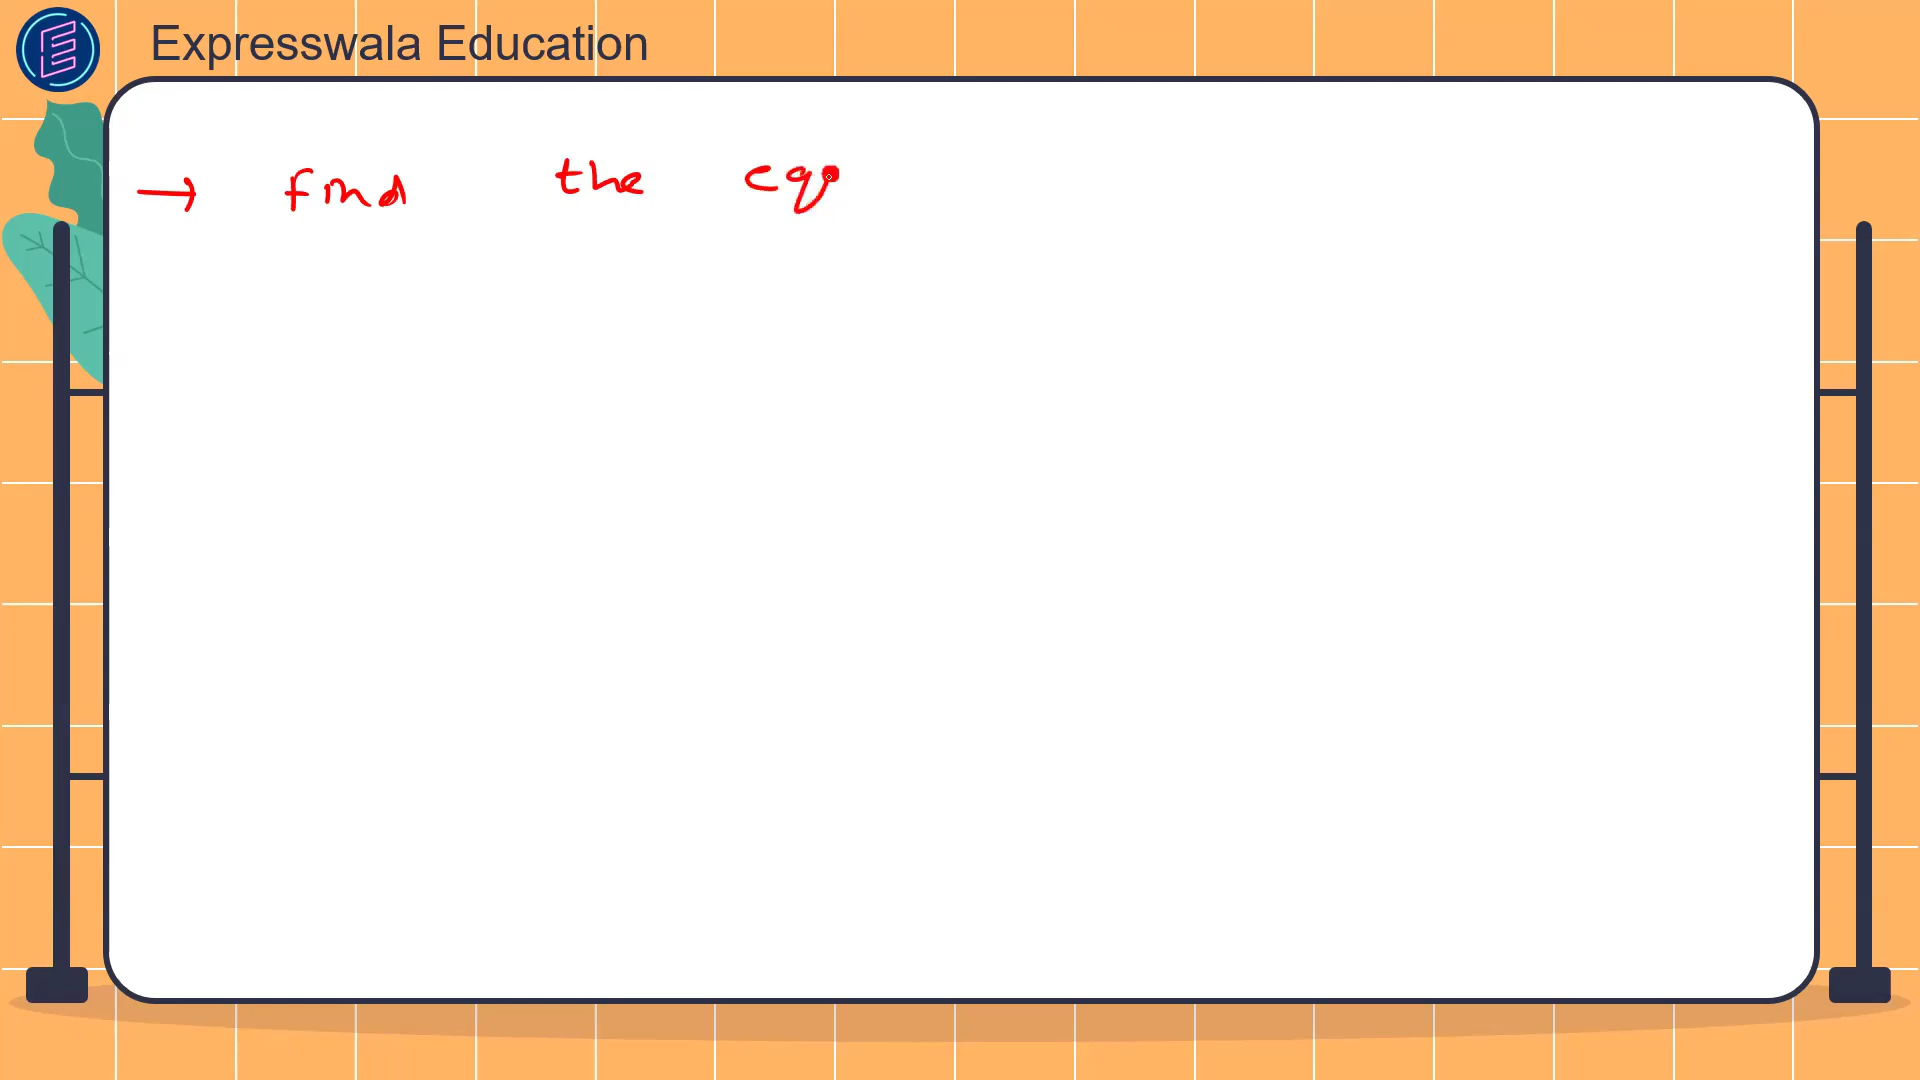 Expresswala Education
→ find the eq